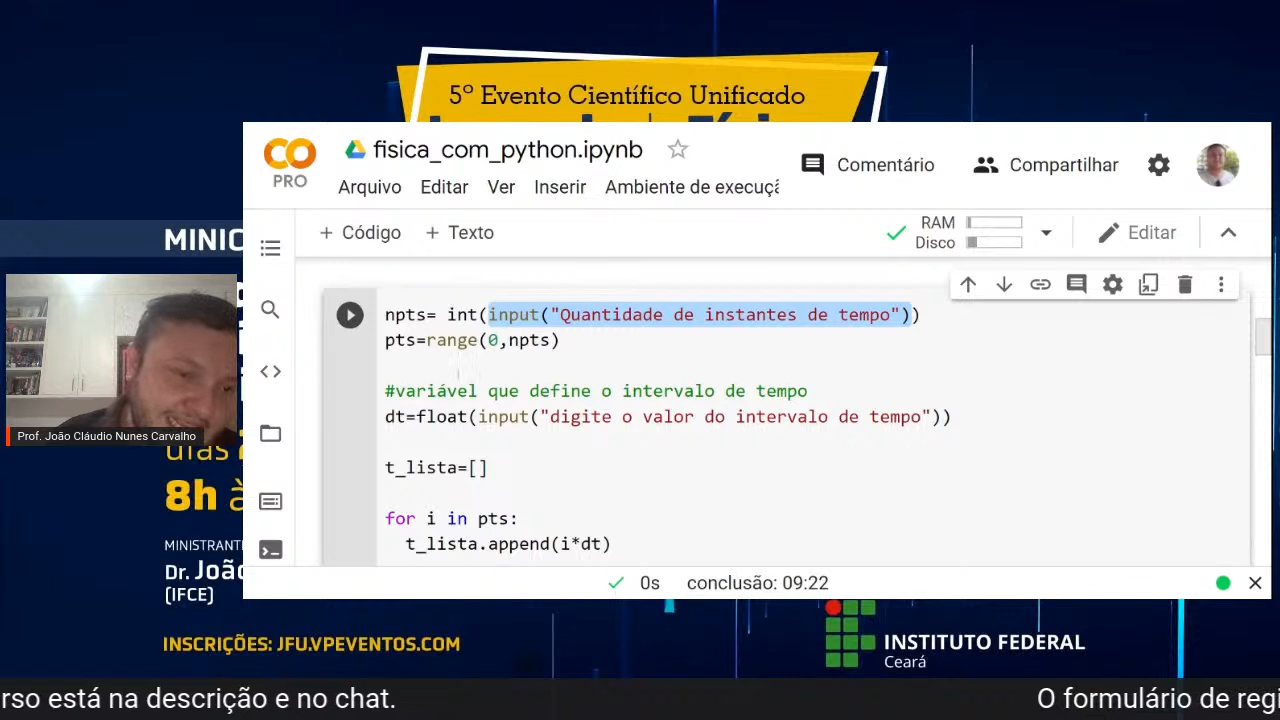 5º Evento Científico Unificado
CO
PRO
fisica_com_python.ipynb
Comentário
Compartilhar
Arquivo Editar Ver Inserir Ambiente de execuçã
+ Código + Texto
RAM
Disco
Editar
MINIC
npts= int(input("Quantidade de instantes de tempo"))
pts=range(0,npts)
#variável que define o intervalo de tempo
dt=float(input("digite o valor do intervalo de tempo"))
t_lista=[]
for i in pts:
t_lista.append(i*dt)
0s conclusão: 09:22
Prof. João Cláudio Nunes Carvalho
dias
8h à
MINISTRANT
Dr. João
(IFCE)
INSCRIÇÕES: JFU.VPEVENTOS.COM
INSTITUTO FEDERAL
Ceará
rso está na descrição e no chat.
O formulário de regi